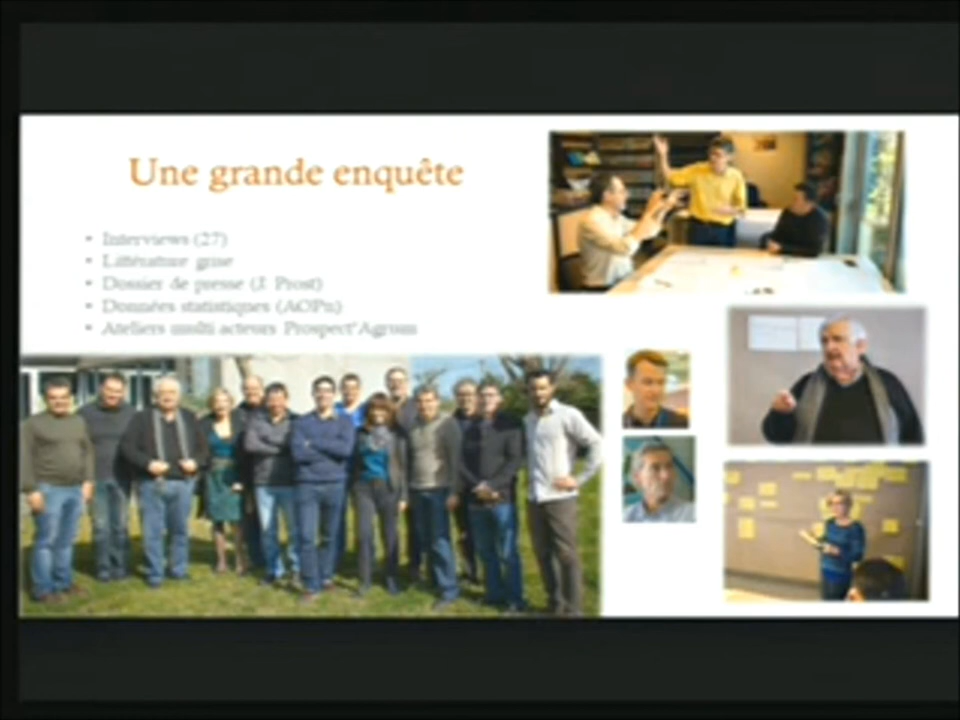 Une grande enquête
• Interviews (27)
• Littérature grise
• Dossier de presse (J. Prost)
• Données statistiques (AOPn)
• Ateliers multi acteurs Prospect'Agrum